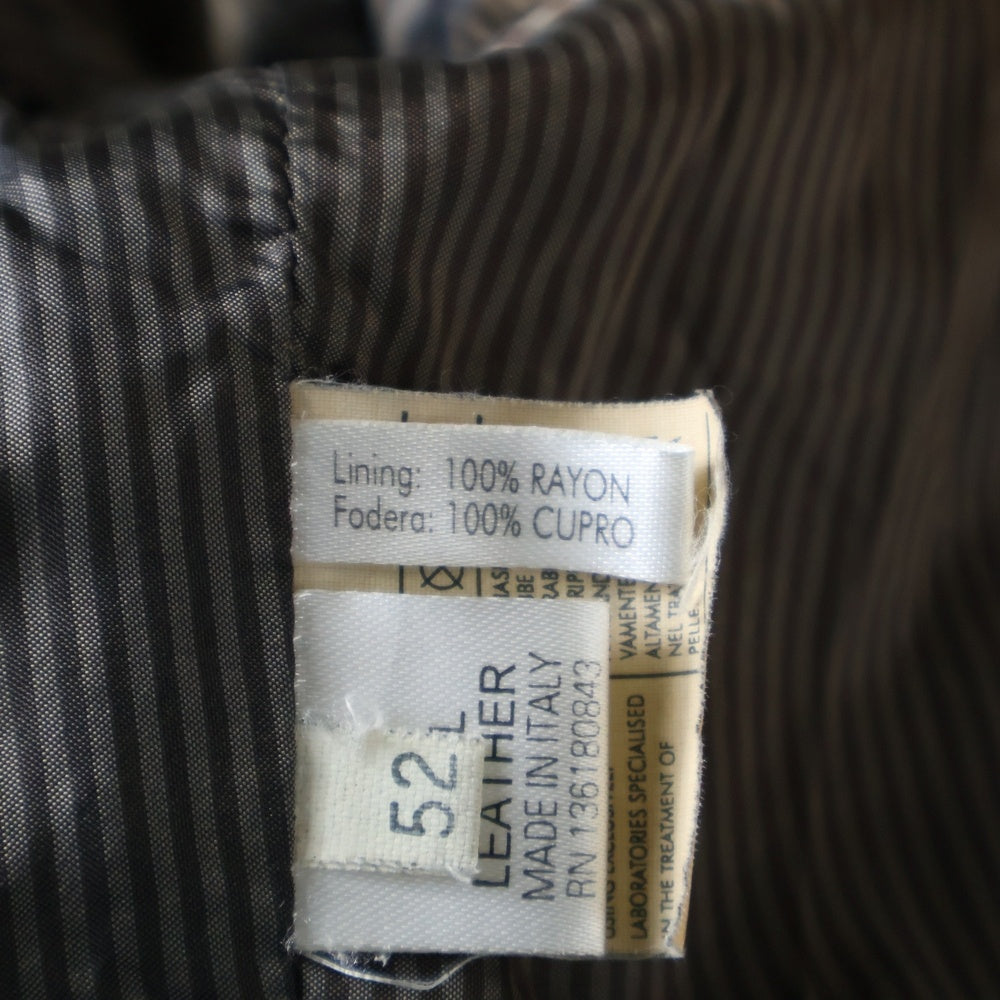 Lining: 100% RAYON
Fodera: 100% CUPRO
52
L
LEATHER
MADE IN ITALY
RN 136180843
VAMENTE
ALTAMEN
NEL TRA
PELLE
LABORATORIES SPECIALISED
THE TREATMENT OF